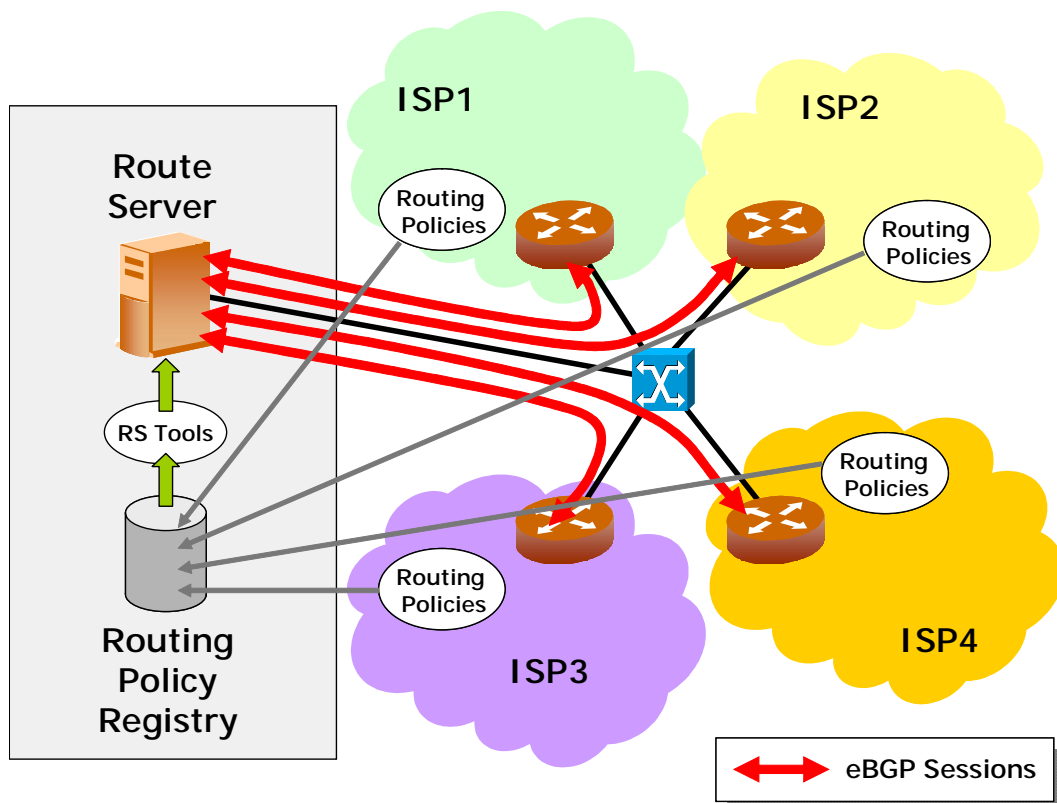 ISP1
ISP2
Route
Server
Routing
Policies
Routing
Policies
RS Tools
Routing
Policies
Routing
Policies
Routing
Policy
Registry
ISP3
ISP4
eBGP Sessions